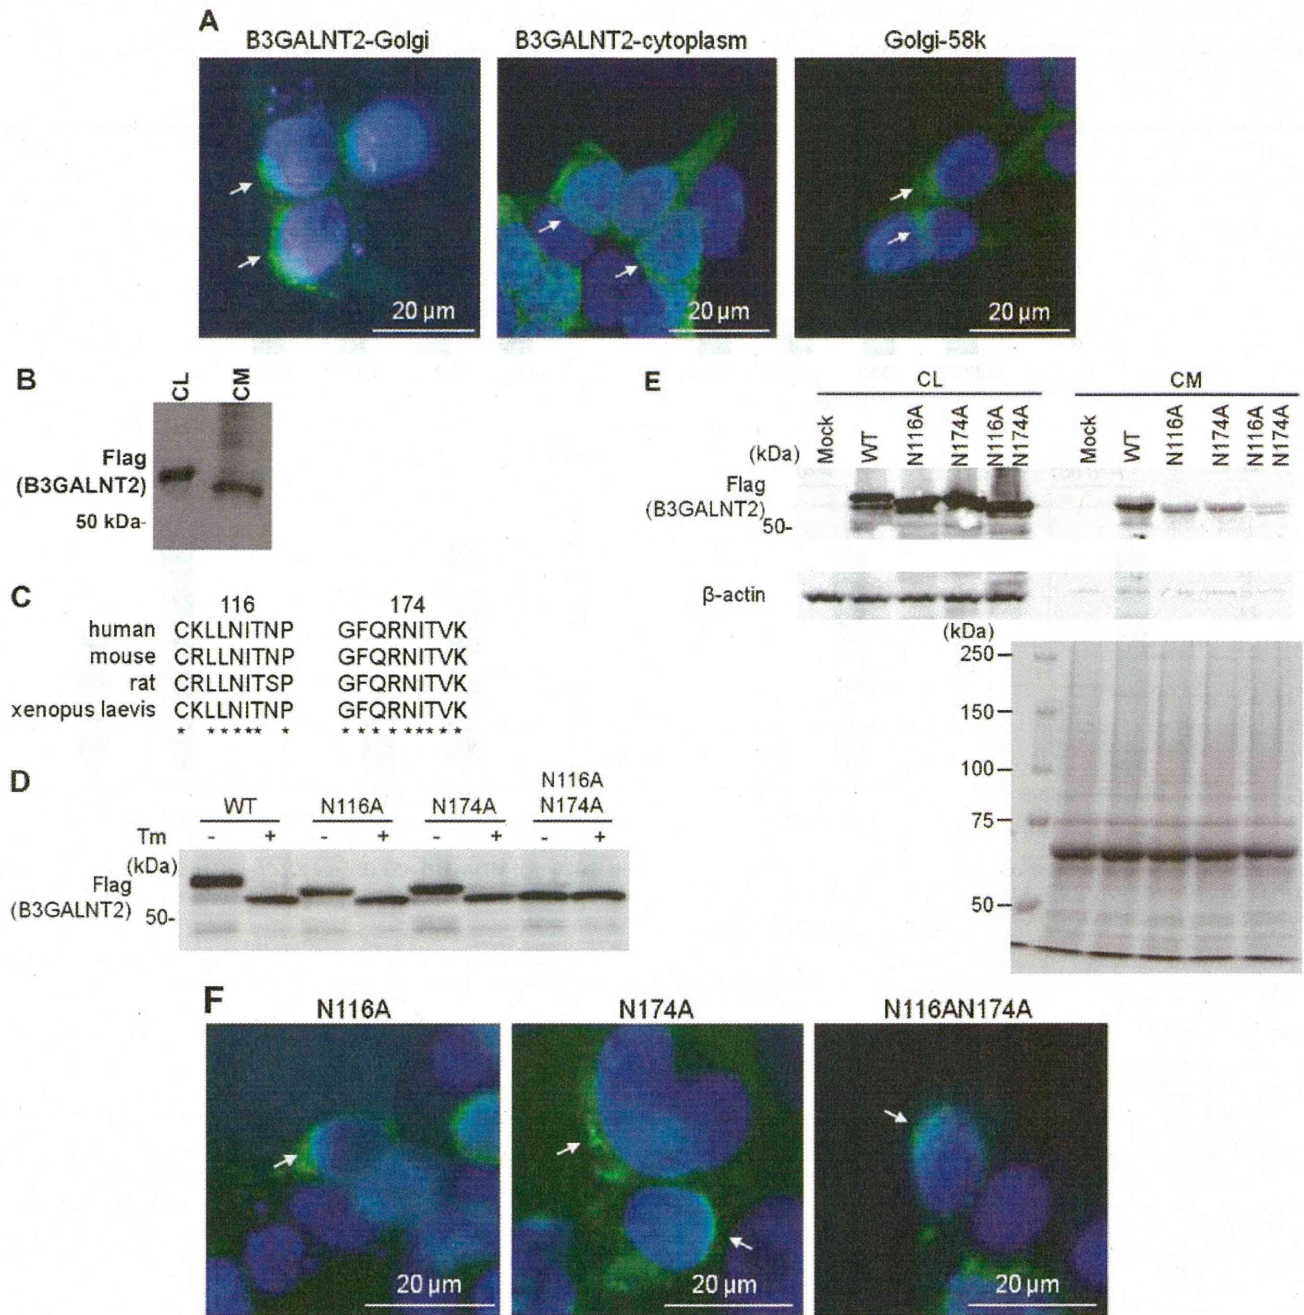 A
B3GALNT2-Golgi B3GALNT2-cytoplasm Golgi-58k
20 µm 20 µm 20 µm
B
CL CM
Flag
(B3GALNT2)
50 kDa-
C
116 174
human CKLLNITNP GFQRNITVK
mouse CRLLNITNP GFQRNITVK
rat CRLLNITSP GFQRNITVK
xenopus laevis CKLLNITNP GFQRNITVK
* ***** * *********
D
WT N116A N174A N116A
N174A
Tm - + - + - + - +
(kDa)
Flag
(B3GALNT2)
50-
E
CL CM
Mock WT N116A N174A N116A N174A Mock WT N116A N174A N116A N174A
(kDa)
Flag
(B3GALNT2)
50-
β-actin
(kDa)
250
150
100
75
50
F
N116A N174A N116AN174A
20 µm 20 µm 20 µm